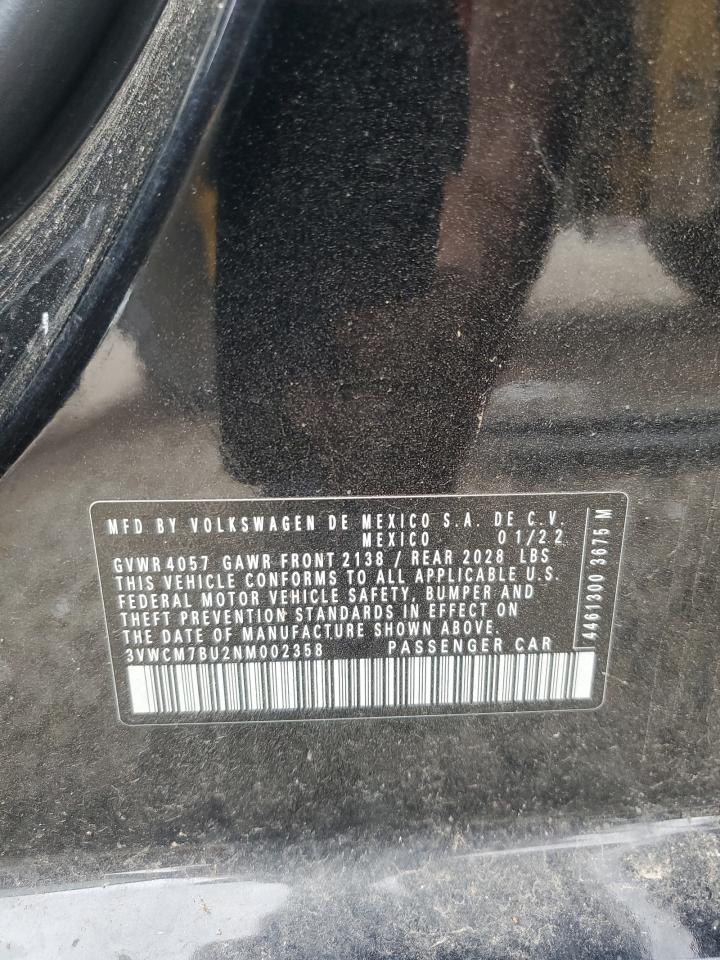 MFD BY VOLKSWAGEN DE MEXICO S.A. DE C.V.
MEXICO 01/22
GVWR 4057 GAWR FRONT 2138 / REAR 2028 LBS
THIS VEHICLE CONFORMS TO ALL APPLICABLE U.S.
FEDERAL MOTOR VEHICLE SAFETY, BUMPER AND
THEFT PREVENTION STANDARDS IN EFFECT ON
THE DATE OF MANUFACTURE SHOWN ABOVE.
3VWCM7BU2NM002358 PASSENGER CAR
4461300 3675 M